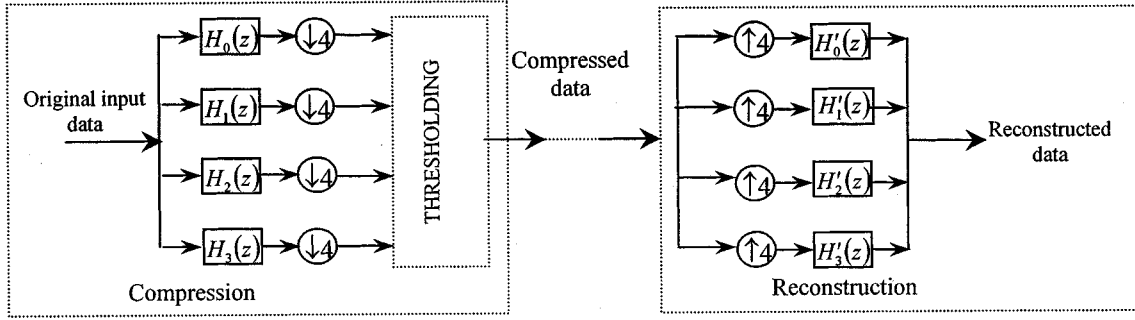 Original input
data
H₀(z) ↓4
H₁(z) ↓4
H₂(z) ↓4
H₃(z) ↓4
THRESHOLDING
Compression
Compressed
data
↑4 H′₀(z)
↑4 H′₁(z)
↑4 H′₂(z)
↑4 H′₃(z)
Reconstruction
Reconstructed
data